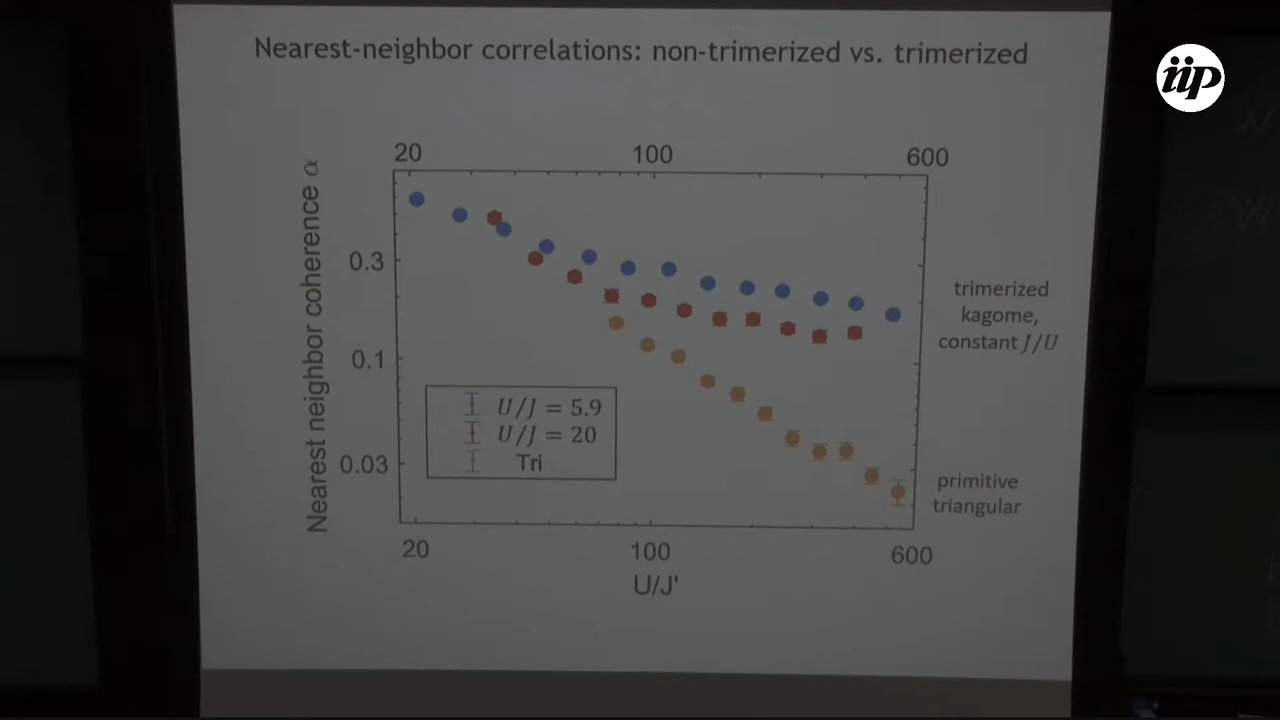 Nearest-neighbor correlations: non-trimerized vs. trimerized
iip
20 100 600
Nearest neighbor coherence α
0.3
0.1
0.03
U/J = 5.9
U/J = 20
Tri
trimerized
kagome,
constant J/U
primitive
triangular
20 100 600
U/J'